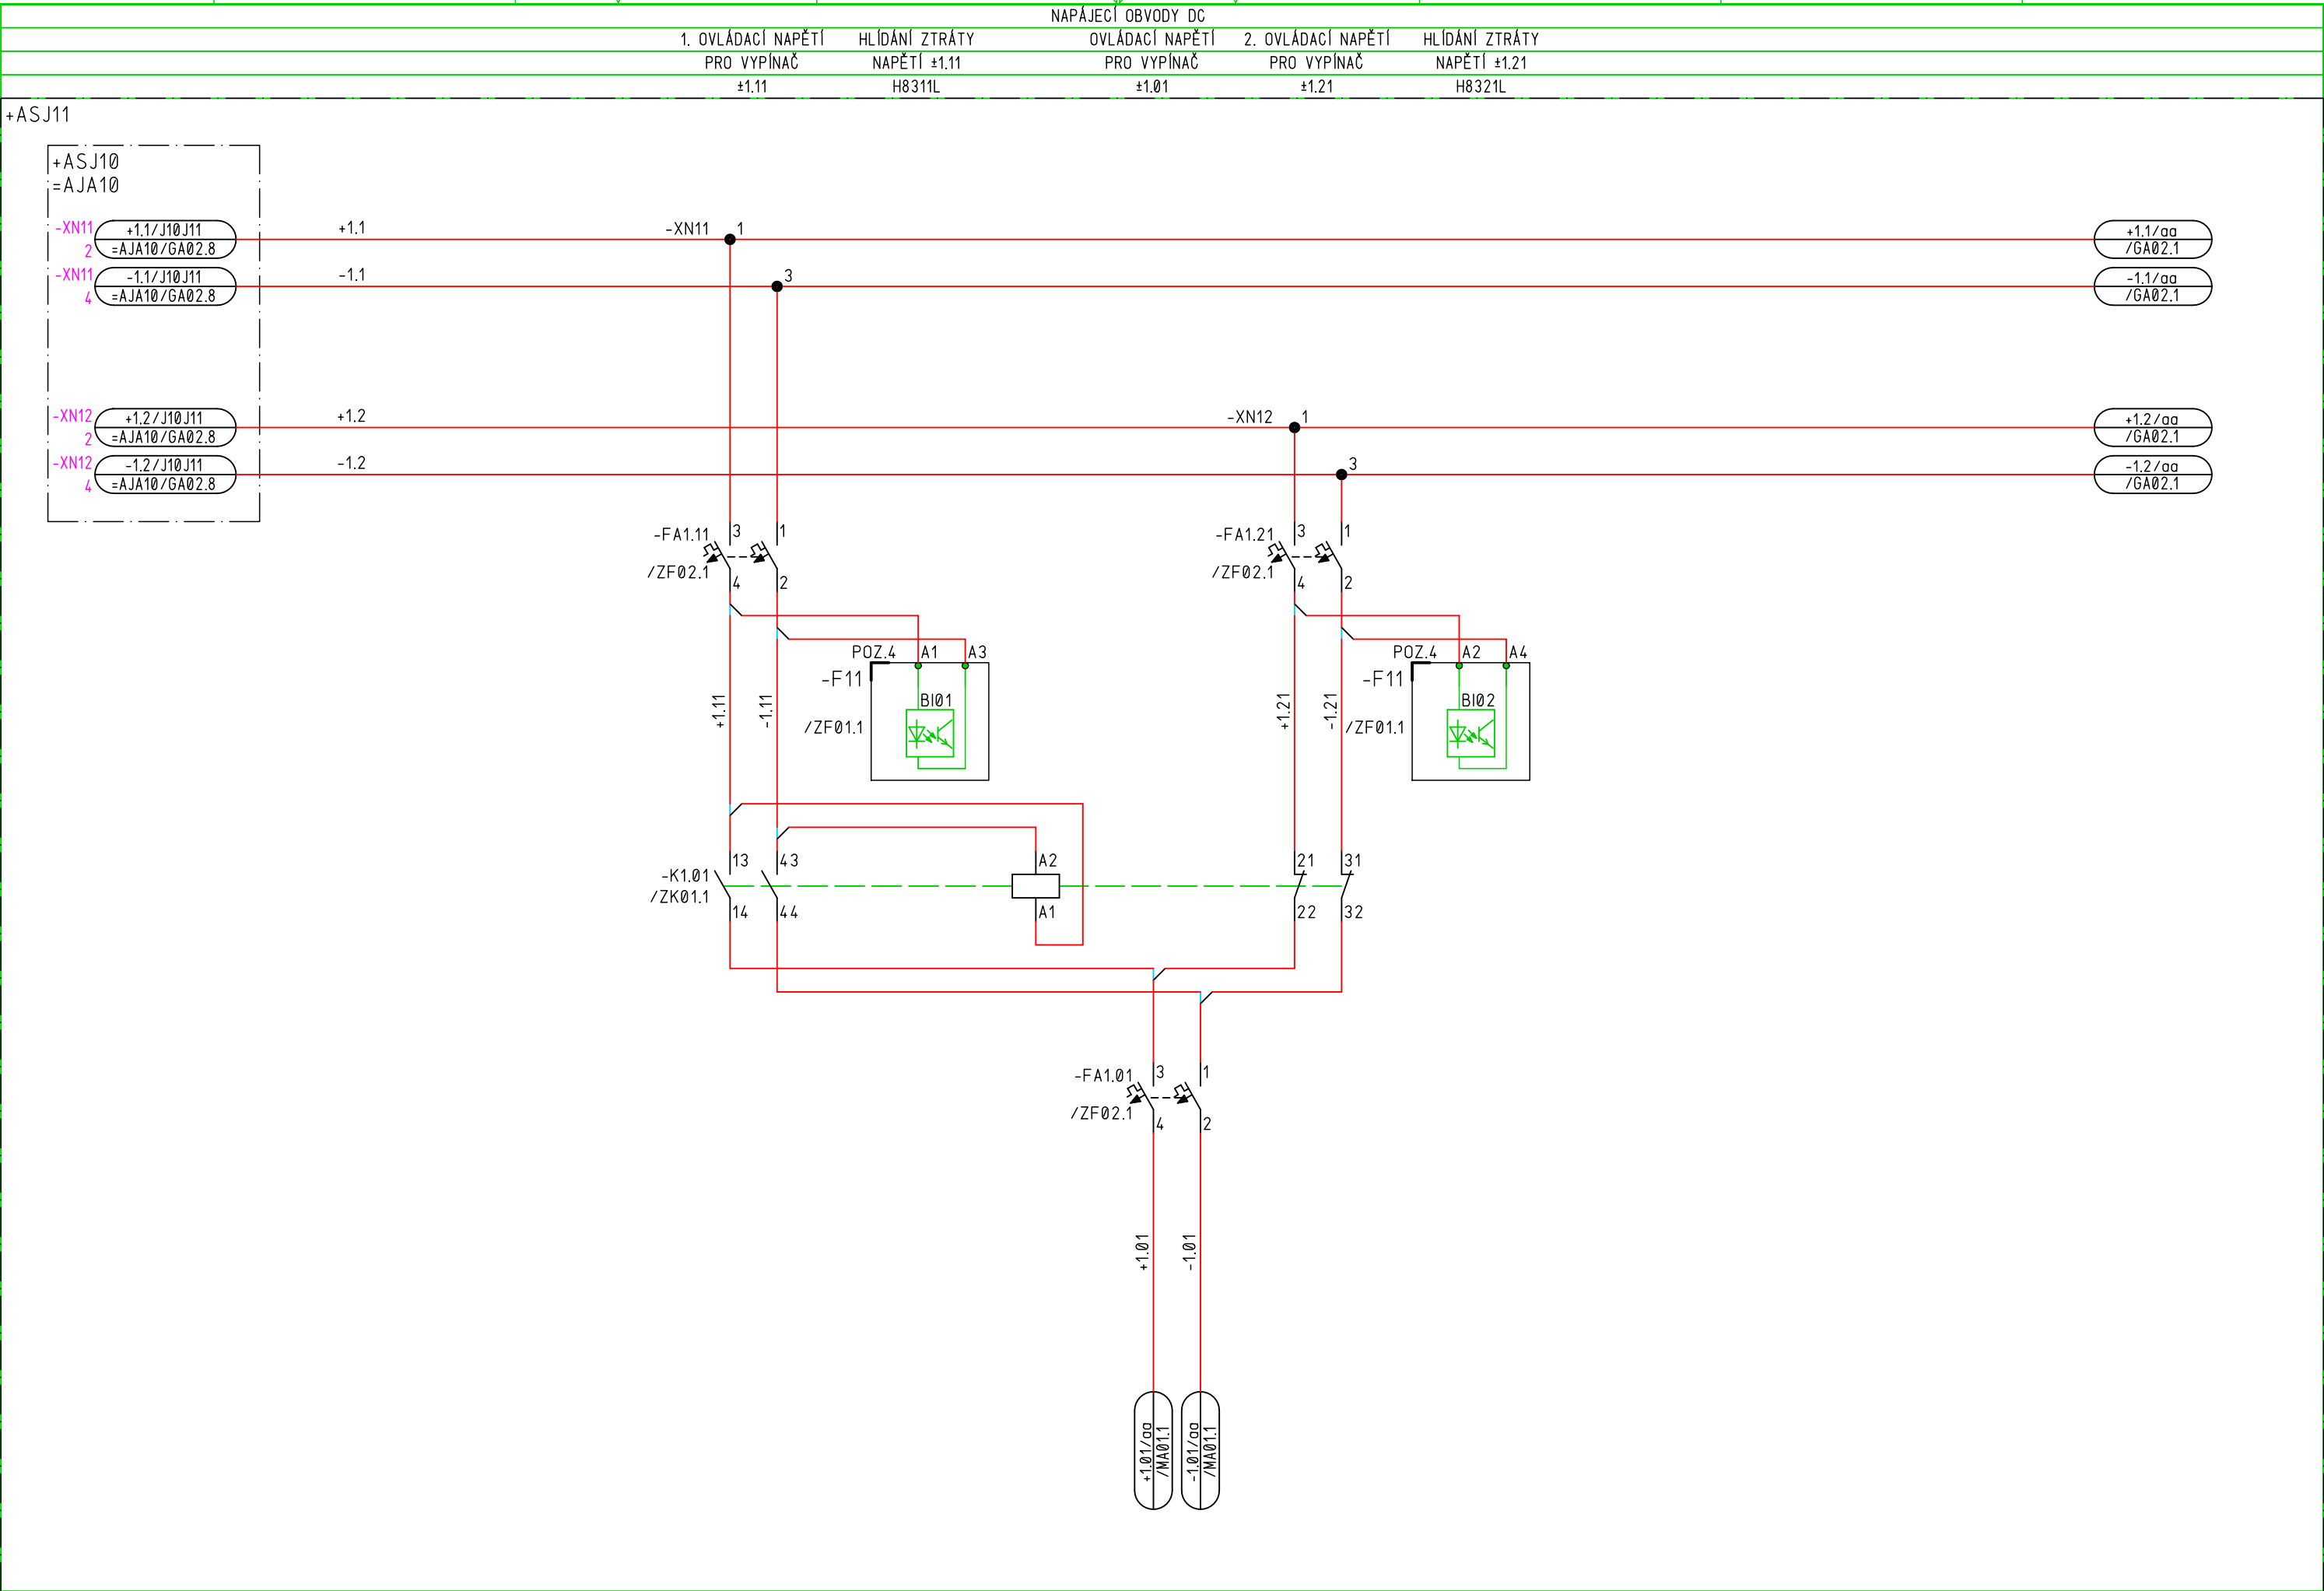 NAPÁJECÍ OBVODY DC
1. OVLÁDACÍ NAPĚTÍ HLÍDÁNÍ ZTRÁTY OVLÁDACÍ NAPĚTÍ 2. OVLÁDACÍ NAPĚTÍ HLÍDÁNÍ ZTRÁTY
PRO VYPÍNAČ NAPĚTÍ ±1.11 PRO VYPÍNAČ PRO VYPÍNAČ NAPĚTÍ ±1.21
±1.11 H8311L ±1.01 ±1.21 H8321L
+ASJ11
+ASJ10
=AJA10
-XN11 +1.1/J10J11 +1.1 -XN11 1 +1.1/aa
2 =AJA10/GA02.8 /GA02.1
-XN11 -1.1/J10J11 -1.1 3 -1.1/aa
4 =AJA10/GA02.8 /GA02.1
-XN12 +1.2/J10J11 +1.2 -XN12 1 +1.2/aa
2 =AJA10/GA02.8 /GA02.1
-XN12 -1.2/J10J11 -1.2 3 -1.2/aa
4 =AJA10/GA02.8 /GA02.1
-FA1.11 3 1 -FA1.21 3 1
/ZF02.1 4 2 /ZF02.1 4 2
POZ.4 A1 A3 POZ.4 A2 A4
-F11 -F11
+1.11 -1.11 BI01 +1.21 -1.21 BI02
/ZF01.1 /ZF01.1
13 43 A2 21 31
-K1.01
/ZK01.1
14 44 A1 22 32
-FA1.01 3 1
/ZF02.1 4 2
+1.01 -1.01
+1.01/aa -1.01/aa
/MA01.1 /MA01.1